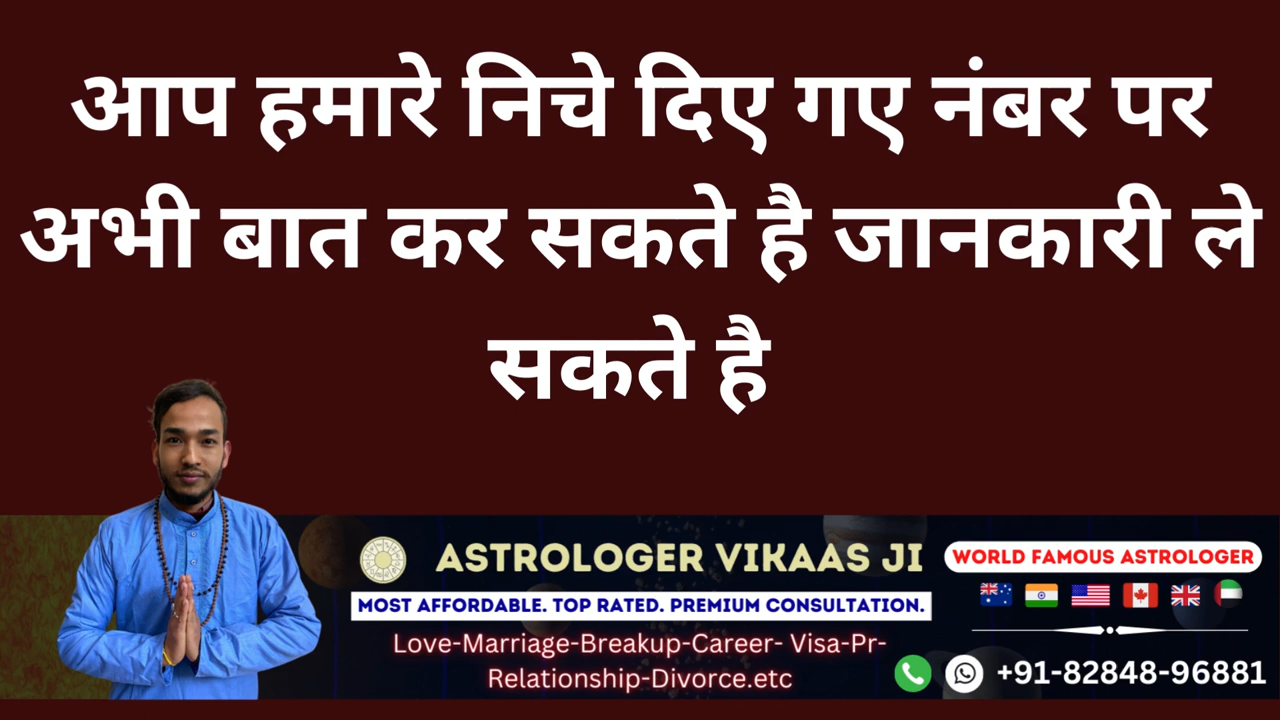 आप हमारे निचे दिए गए नंबर पर
अभी बात कर सकते है जानकारी ले
सकते है
ASTROLOGER VIKAAS JI
WORLD FAMOUS ASTROLOGER
MOST AFFORDABLE. TOP RATED. PREMIUM CONSULTATION.
Love-Marriage-Breakup-Career- Visa-Pr-
Relationship-Divorce.etc
+91-82848-96881